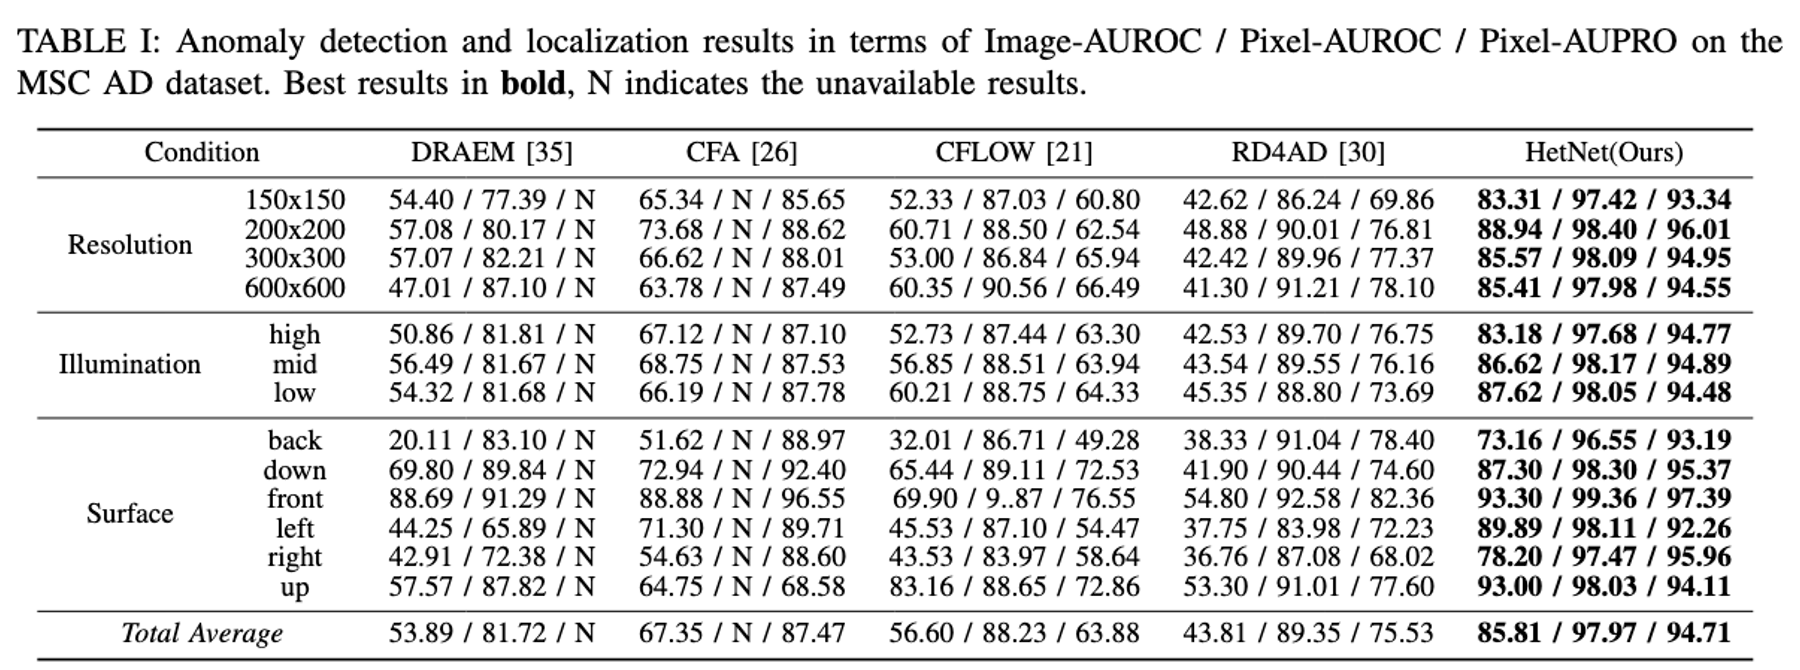 TABLE I: Anomaly detection and localization results in terms of Image-AUROC / Pixel-AUROC / Pixel-AUPRO on the
MSC AD dataset. Best results in bold, N indicates the unavailable results.
Condition DRAEM [35] CFA [26] CFLOW [21] RD4AD [30] HetNet(Ours)
150x150 54.40 / 77.39 / N 65.34 / N / 85.65 52.33 / 87.03 / 60.80 42.62 / 86.24 / 69.86 83.31 / 97.42 / 93.34
200x200 57.08 / 80.17 / N 73.68 / N / 88.62 60.71 / 88.50 / 62.54 48.88 / 90.01 / 76.81 88.94 / 98.40 / 96.01
Resolution
300x300 57.07 / 82.21 / N 66.62 / N / 88.01 53.00 / 86.84 / 65.94 42.42 / 89.96 / 77.37 85.57 / 98.09 / 94.95
600x600 47.01 / 87.10 / N 63.78 / N / 87.49 60.35 / 90.56 / 66.49 41.30 / 91.21 / 78.10 85.41 / 97.98 / 94.55
high 50.86 / 81.81 / N 67.12 / N / 87.10 52.73 / 87.44 / 63.30 42.53 / 89.70 / 76.75 83.18 / 97.68 / 94.77
Illumination mid 56.49 / 81.67 / N 68.75 / N / 87.53 56.85 / 88.51 / 63.94 43.54 / 89.55 / 76.16 86.62 / 98.17 / 94.89
low 54.32 / 81.68 / N 66.19 / N / 87.78 60.21 / 88.75 / 64.33 45.35 / 88.80 / 73.69 87.62 / 98.05 / 94.48
back 20.11 / 83.10 / N 51.62 / N / 88.97 32.01 / 86.71 / 49.28 38.33 / 91.04 / 78.40 73.16 / 96.55 / 93.19
down 69.80 / 89.84 / N 72.94 / N / 92.40 65.44 / 89.11 / 72.53 41.90 / 90.44 / 74.60 87.30 / 98.30 / 95.37
front 88.69 / 91.29 / N 88.88 / N / 96.55 69.90 / 9..87 / 76.55 54.80 / 92.58 / 82.36 93.30 / 99.36 / 97.39
Surface
left 44.25 / 65.89 / N 71.30 / N / 89.71 45.53 / 87.10 / 54.47 37.75 / 83.98 / 72.23 89.89 / 98.11 / 92.26
right 42.91 / 72.38 / N 54.63 / N / 88.60 43.53 / 83.97 / 58.64 36.76 / 87.08 / 68.02 78.20 / 97.47 / 95.96
up 57.57 / 87.82 / N 64.75 / N / 68.58 83.16 / 88.65 / 72.86 53.30 / 91.01 / 77.60 93.00 / 98.03 / 94.11
Total Average 53.89 / 81.72 / N 67.35 / N / 87.47 56.60 / 88.23 / 63.88 43.81 / 89.35 / 75.53 85.81 / 97.97 / 94.71